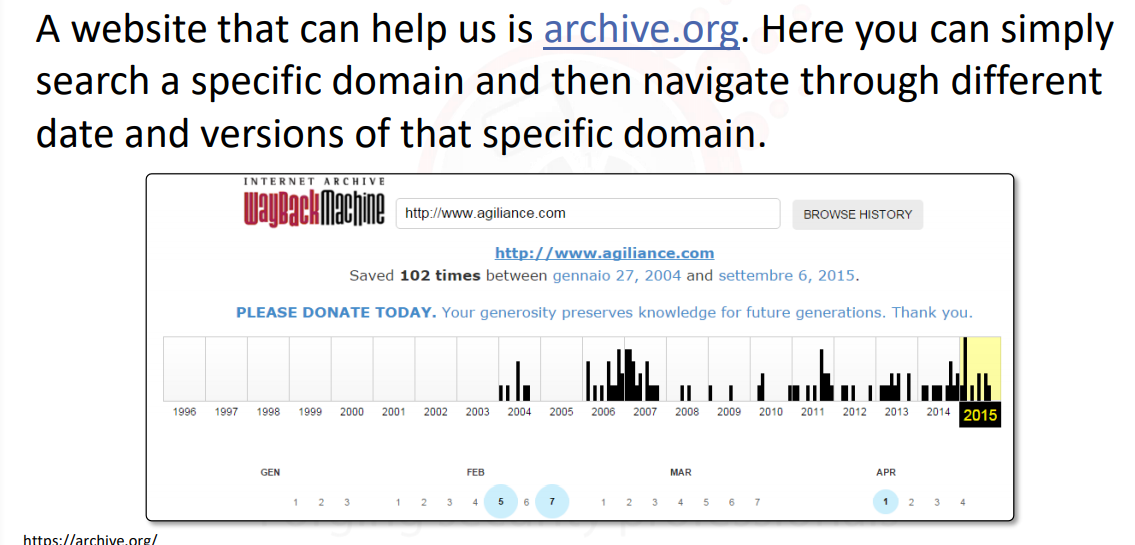 A website that can help us is archive.org. Here you can simply
search a specific domain and then navigate through different
date and versions of that specific domain.
INTERNET ARCHIVE
WayBackMachine
http://www.agiliance.com
BROWSE HISTORY
http://www.agiliance.com
Saved 102 times between gennaio 27, 2004 and settembre 6, 2015.
PLEASE DONATE TODAY. Your generosity preserves knowledge for future generations. Thank you.
1996 1997 1998 1999 2000 2001 2002 2003 2004 2005 2006 2007 2008 2009 2010 2011 2012 2013 2014 2015
GEN FEB MAR APR
1 2 3 1 2 3 4 5 6 7 1 2 3 4 5 6 7 1 2 3 4
https://archive.org/